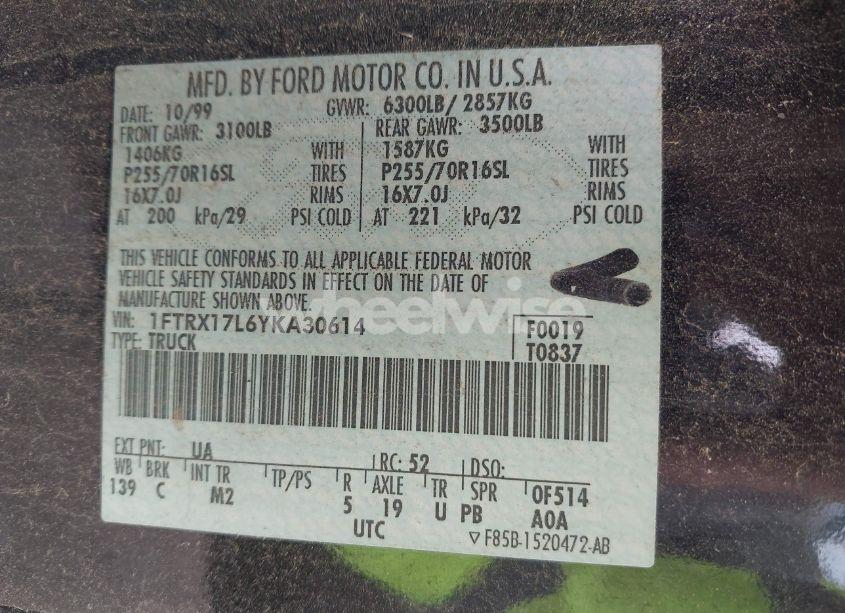 MFD. BY FORD MOTOR CO. IN U.S.A.
DATE: 10/99 GVWR: 6300LB/ 2857KG
FRONT GAWR: 3100LB REAR GAWR: 3500LB
1406KG WITH 1587KG WITH
P255/70R16SL TIRES P255/70R16SL TIRES
16X7.0J RIMS 16X7.0J RIMS
AT 200 kPa/29 PSI COLD AT 221 kPa/32 PSI COLD
THIS VEHICLE CONFORMS TO ALL APPLICABLE FEDERAL MOTOR
VEHICLE SAFETY STANDARDS IN EFFECT ON THE DATE OF
MANUFACTURE SHOWN ABOVE.
wheelwise
VIN: 1FTRX17L6YKA30614 F0019
TYPE: TRUCK T0837
EXT PNT: UA RC: 52 DSO:
WB BRK INT TR TP/PS R AXLE TR SPR 0F514
139 C M2 5 19 U PB A0A
UTC ▽F85B-1520472-AB